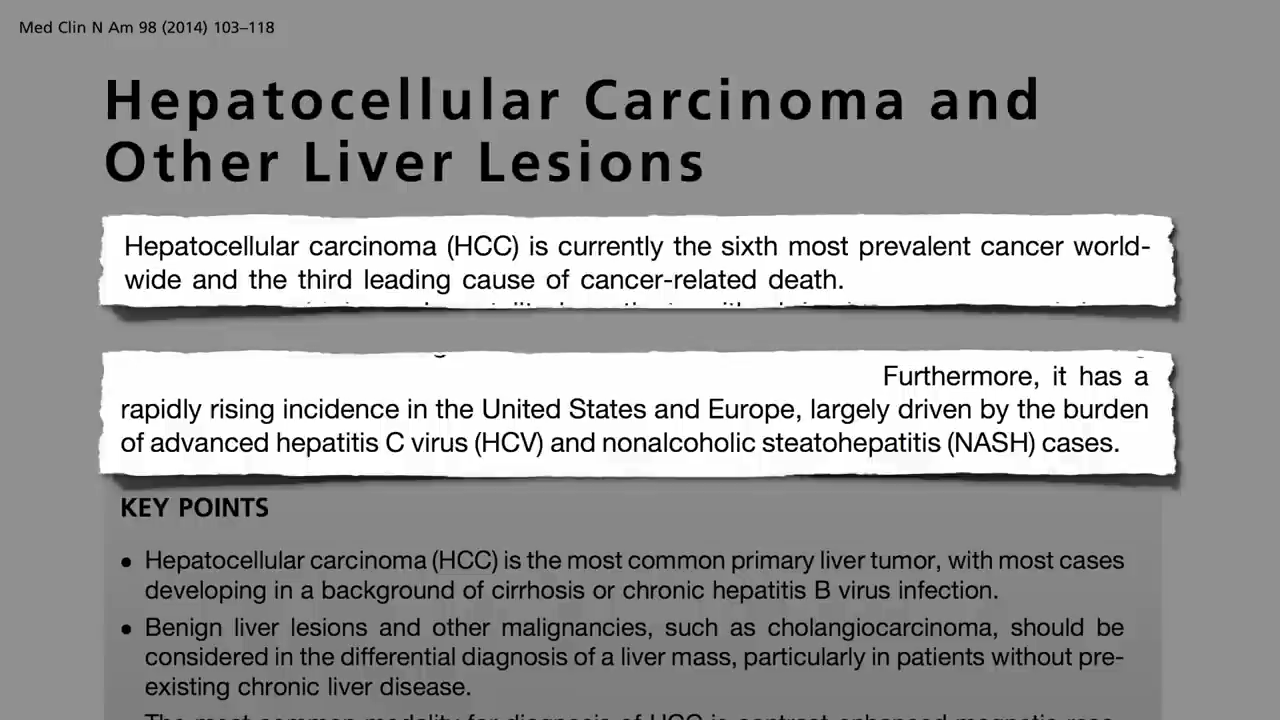 Med Clin N Am 98 (2014) 103–118
Hepatocellular Carcinoma and
Other Liver Lesions
Hepatocellular carcinoma (HCC) is currently the sixth most prevalent cancer world-
wide and the third leading cause of cancer-related death.
Furthermore, it has a
rapidly rising incidence in the United States and Europe, largely driven by the burden
of advanced hepatitis C virus (HCV) and nonalcoholic steatohepatitis (NASH) cases.
KEY POINTS
• Hepatocellular carcinoma (HCC) is the most common primary liver tumor, with most cases
developing in a background of cirrhosis or chronic hepatitis B virus infection.
• Benign liver lesions and other malignancies, such as cholangiocarcinoma, should be
considered in the differential diagnosis of a liver mass, particularly in patients without pre-
existing chronic liver disease.